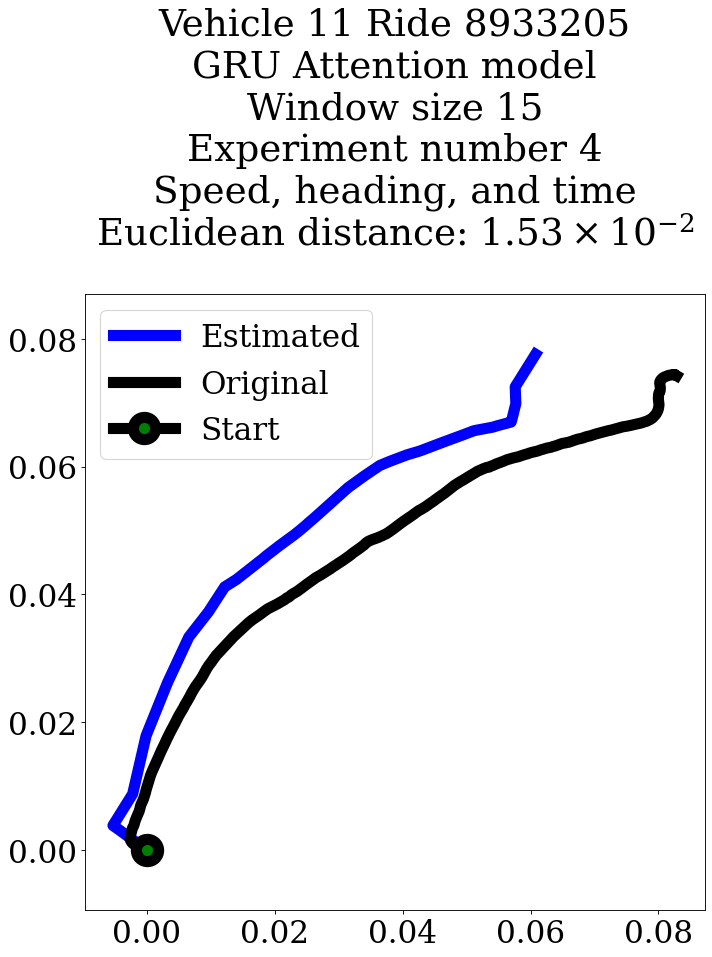 Vehicle 11 Ride 8933205
GRU Attention model
Window size 15
Experiment number 4
Speed, heading, and time
Euclidean distance: 1.53 × 10⁻²
Estimated
Original
Start
0.08
0.06
0.04
0.02
0.00
0.00 0.02 0.04 0.06 0.08